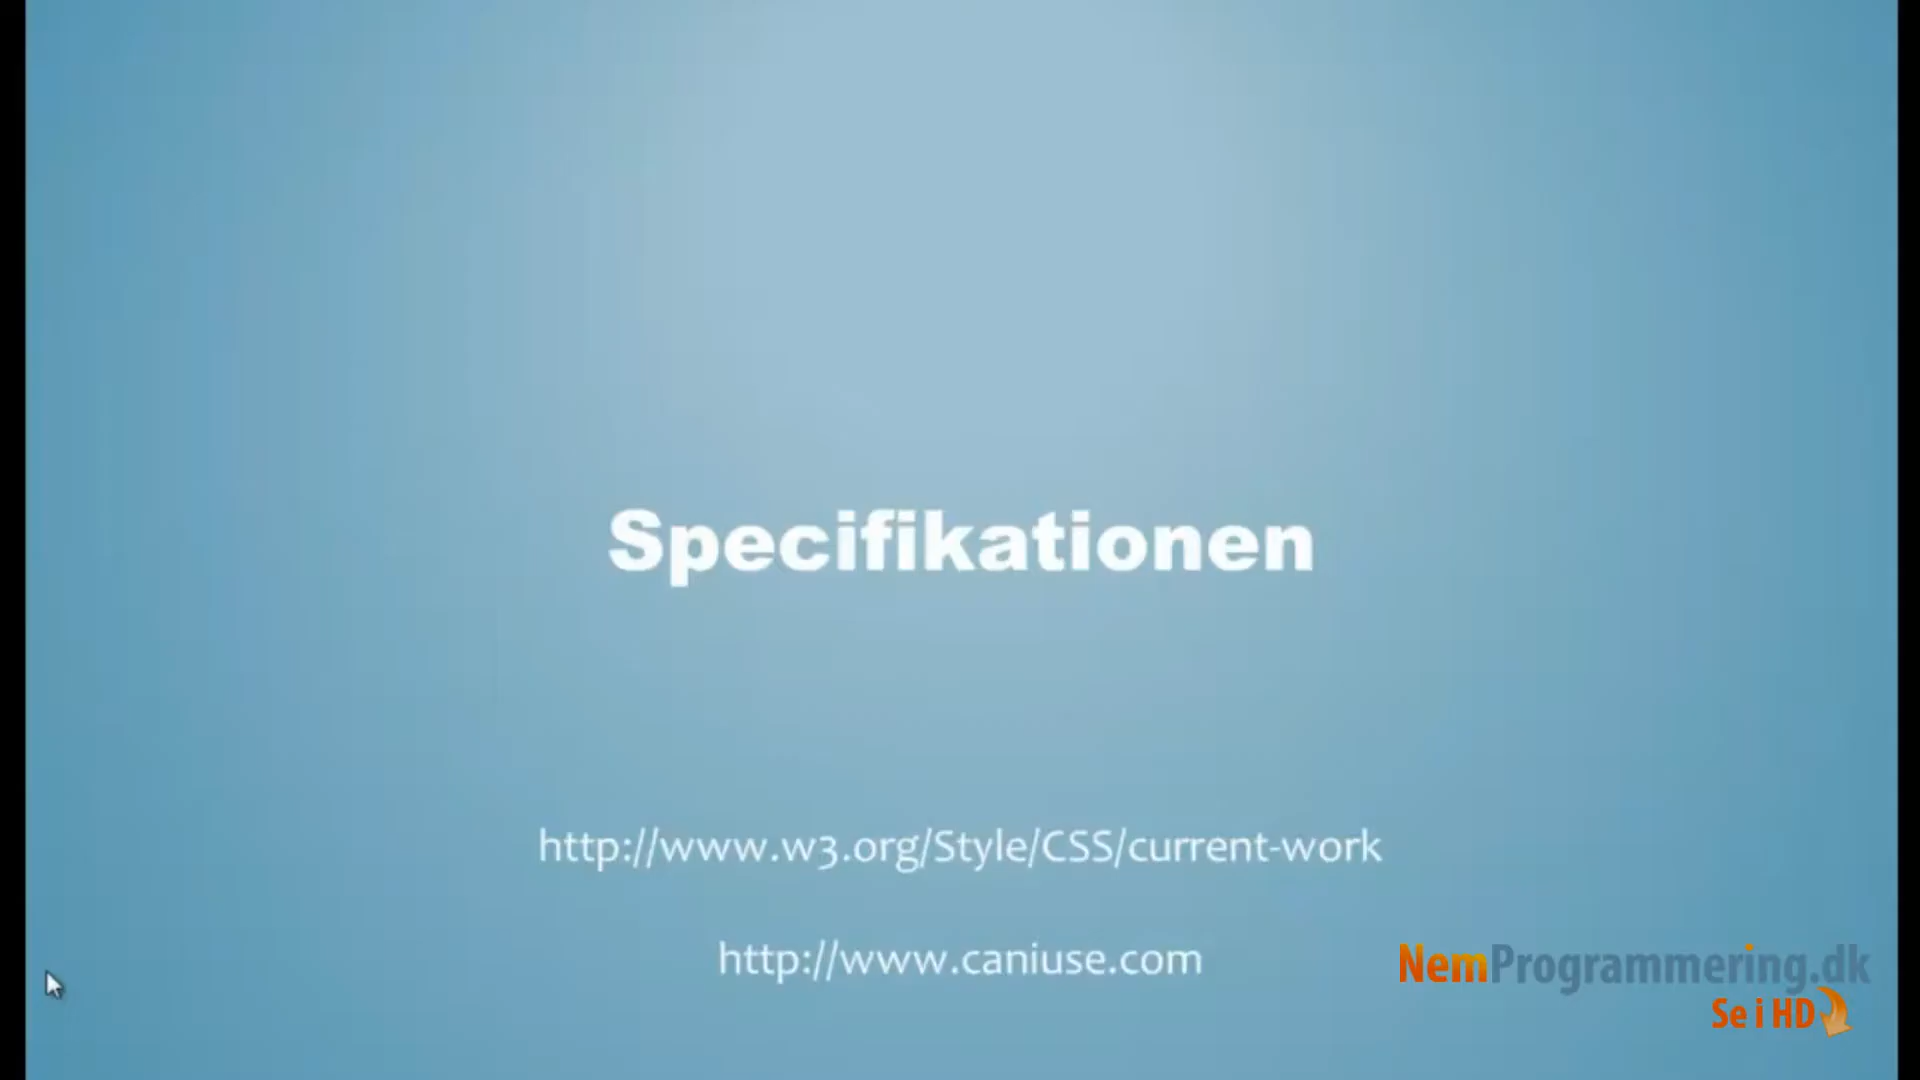 Specifikationen
http://www.w3.org/Style/CSS/current-work
http://www.caniuse.com
NemProgrammering.dk
Se i HD